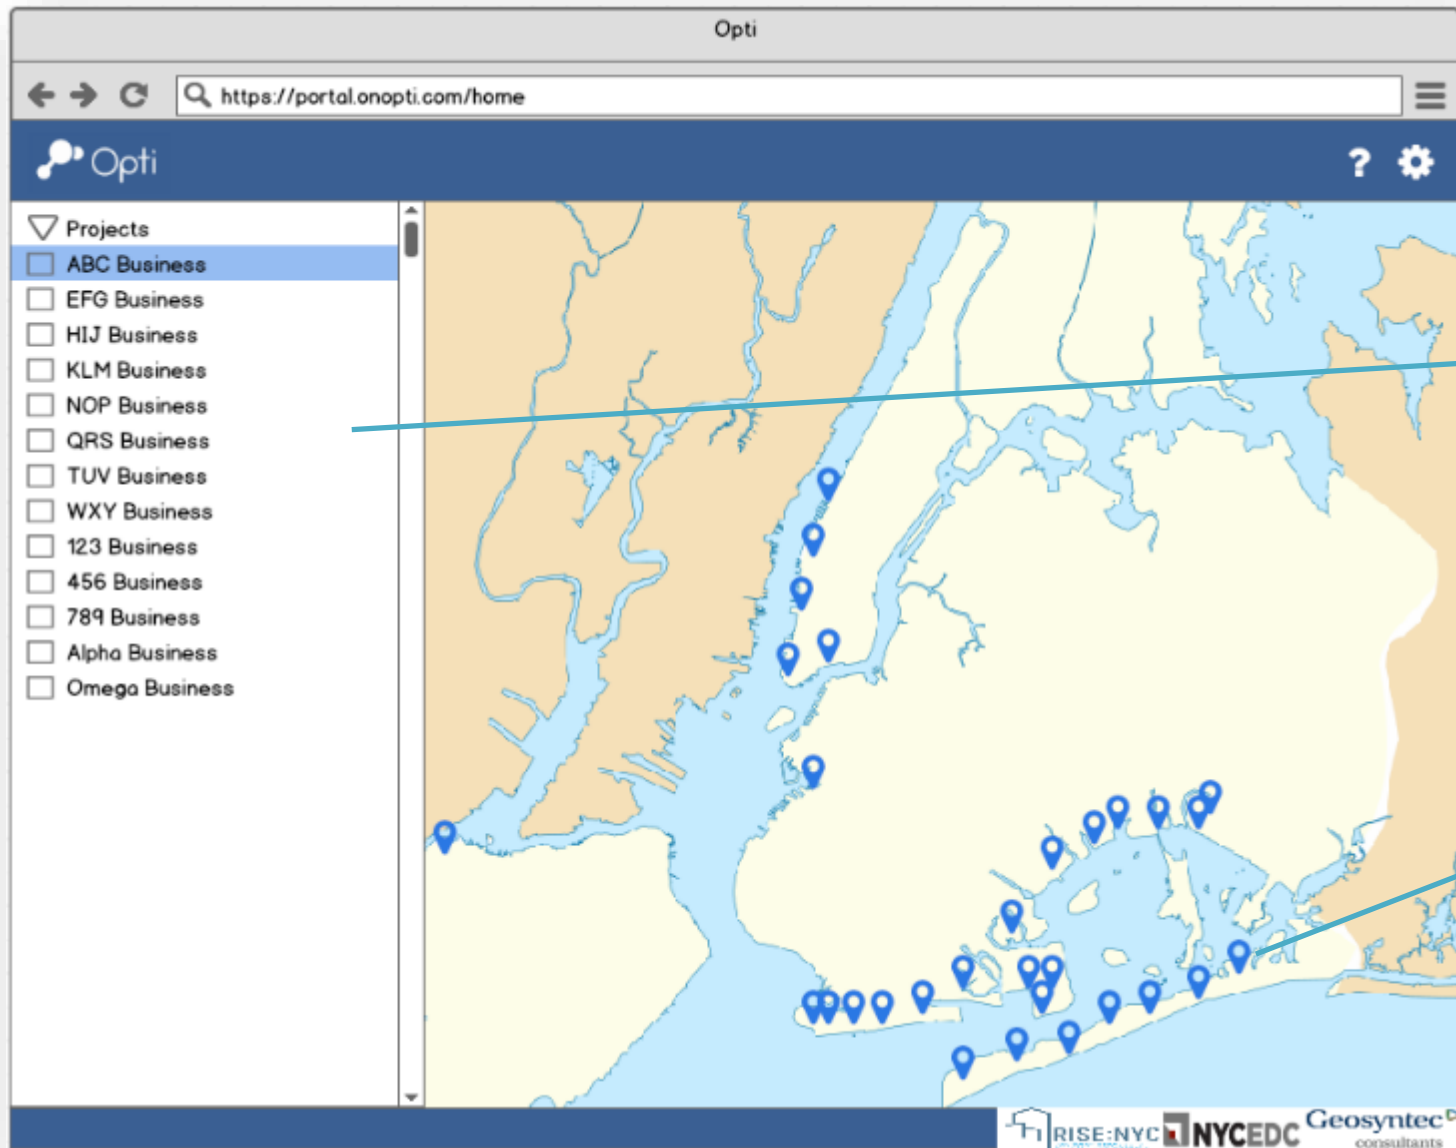 Opti
https://portal.onopti.com/home
Opti
?
Projects
ABC Business
EFG Business
HIJ Business
KLM Business
NOP Business
QRS Business
TUV Business
WXY Business
123 Business
456 Business
789 Business
Alpha Business
Omega Business
RISE:NYC
NYCEDC
Geosyntec
consultants